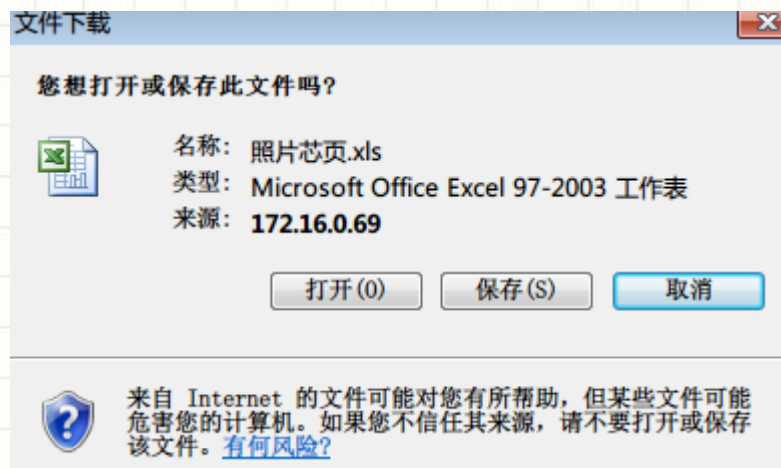 文件下载
您想打开或保存此文件吗?
名称: 照片芯页.xls
类型: Microsoft Office Excel 97-2003 工作表
来源: 172.16.0.69
打开(O) 保存(S) 取消
来自 Internet 的文件可能对您有所帮助，但某些文件可能
危害您的计算机。如果您不信任其来源，请不要打开或保存
该文件。有何风险?